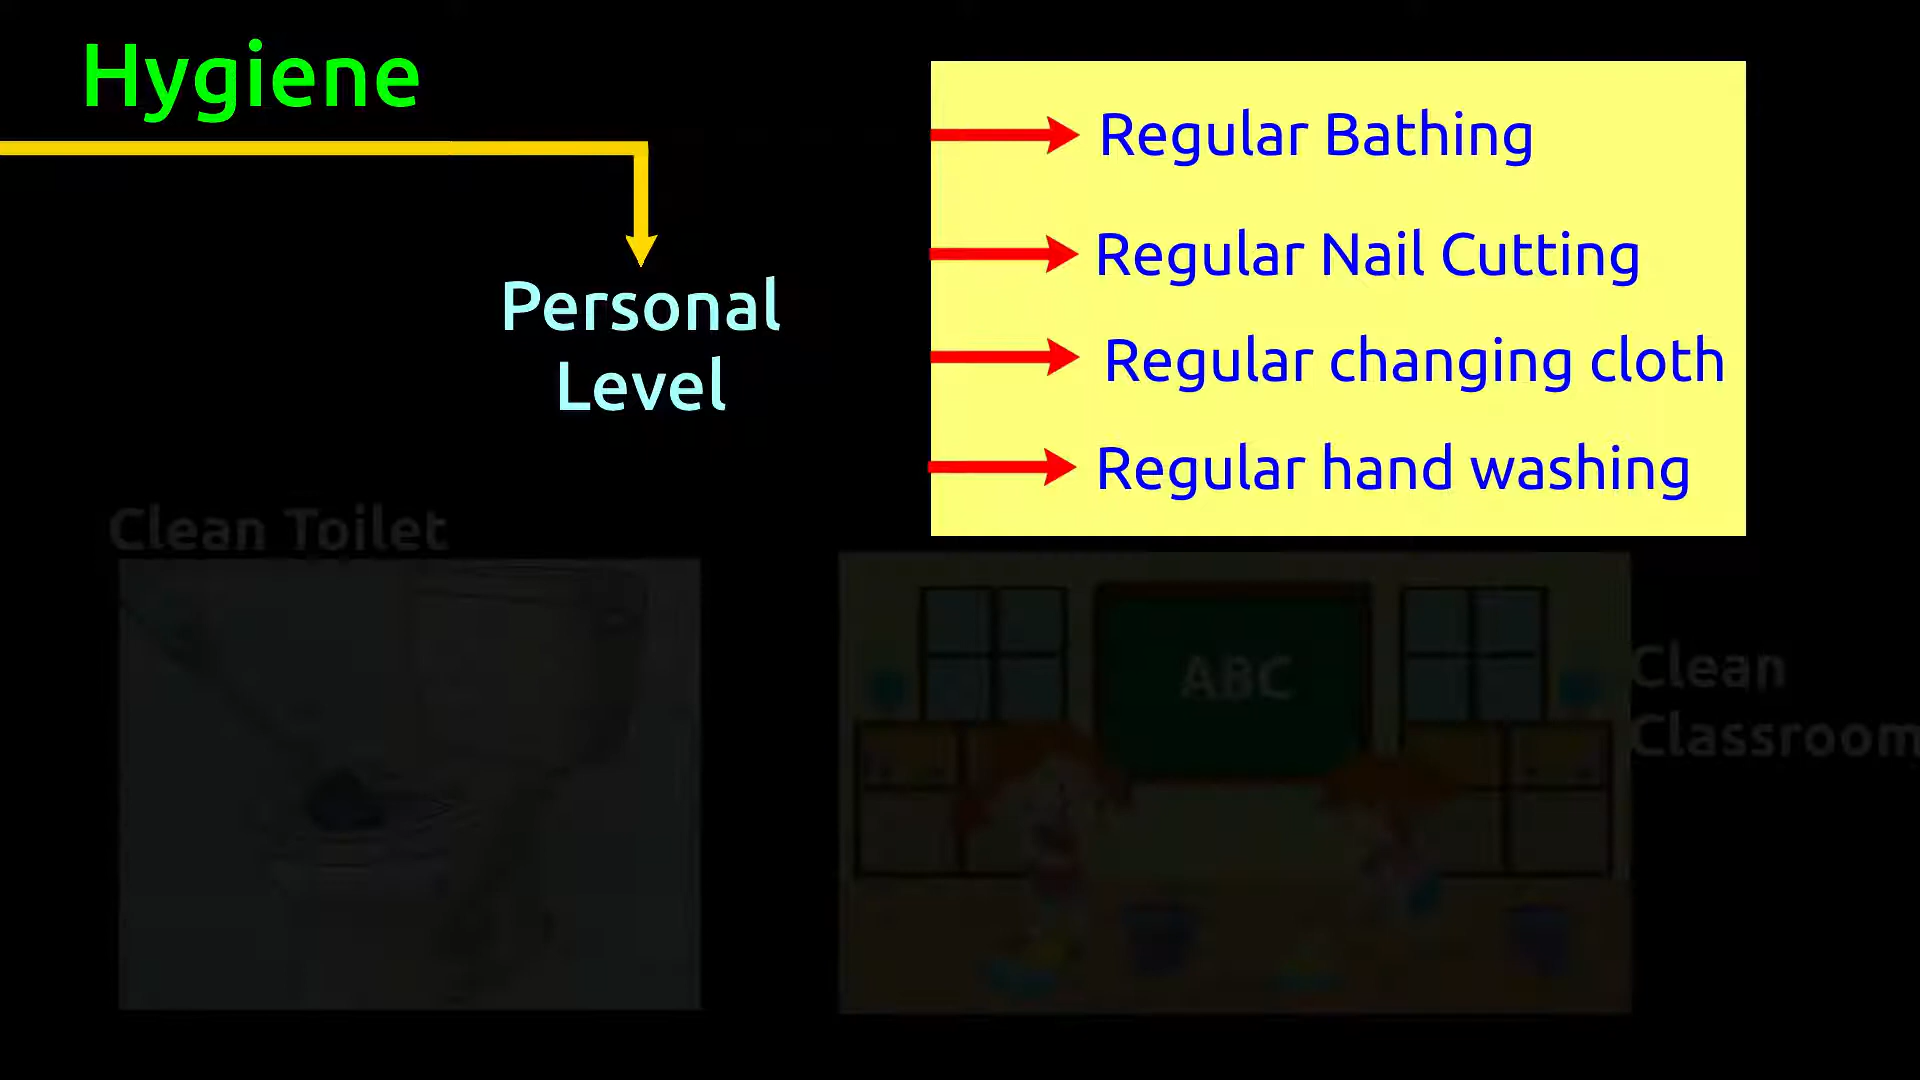 Hygiene
Personal
Level
Regular Bathing
Regular Nail Cutting
Regular changing cloth
Regular hand washing
Clean Toilet
ABC
Clean
Classroom